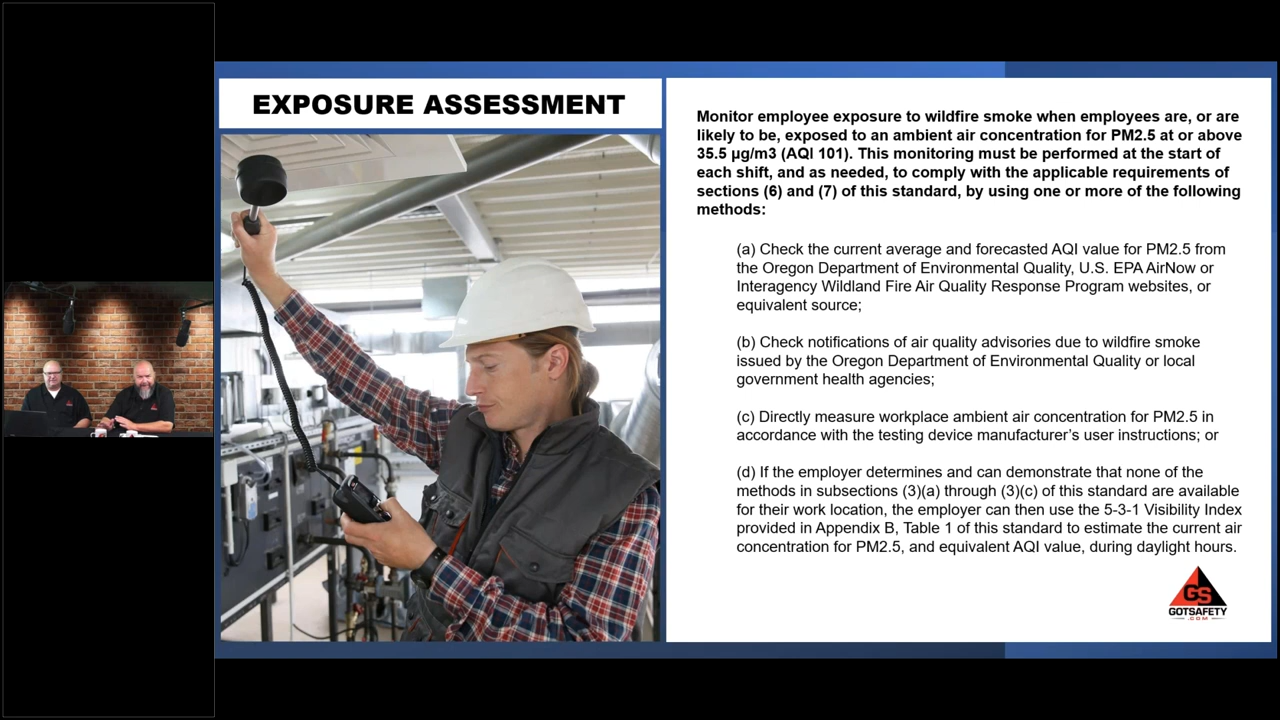 EXPOSURE ASSESSMENT
Monitor employee exposure to wildfire smoke when employees are, or are
likely to be, exposed to an ambient air concentration for PM2.5 at or above
35.5 µg/m3 (AQI 101). This monitoring must be performed at the start of
each shift, and as needed, to comply with the applicable requirements of
sections (6) and (7) of this standard, by using one or more of the following
methods:
(a) Check the current average and forecasted AQI value for PM2.5 from
the Oregon Department of Environmental Quality, U.S. EPA AirNow or
Interagency Wildland Fire Air Quality Response Program websites, or
equivalent source;
(b) Check notifications of air quality advisories due to wildfire smoke
issued by the Oregon Department of Environmental Quality or local
government health agencies;
(c) Directly measure workplace ambient air concentration for PM2.5 in
accordance with the testing device manufacturer’s user instructions; or
(d) If the employer determines and can demonstrate that none of the
methods in subsections (3)(a) through (3)(c) of this standard are available
for their work location, the employer can then use the 5-3-1 Visibility Index
provided in Appendix B, Table 1 of this standard to estimate the current air
concentration for PM2.5, and equivalent AQI value, during daylight hours.
GS
GOTSAFETY
.COM